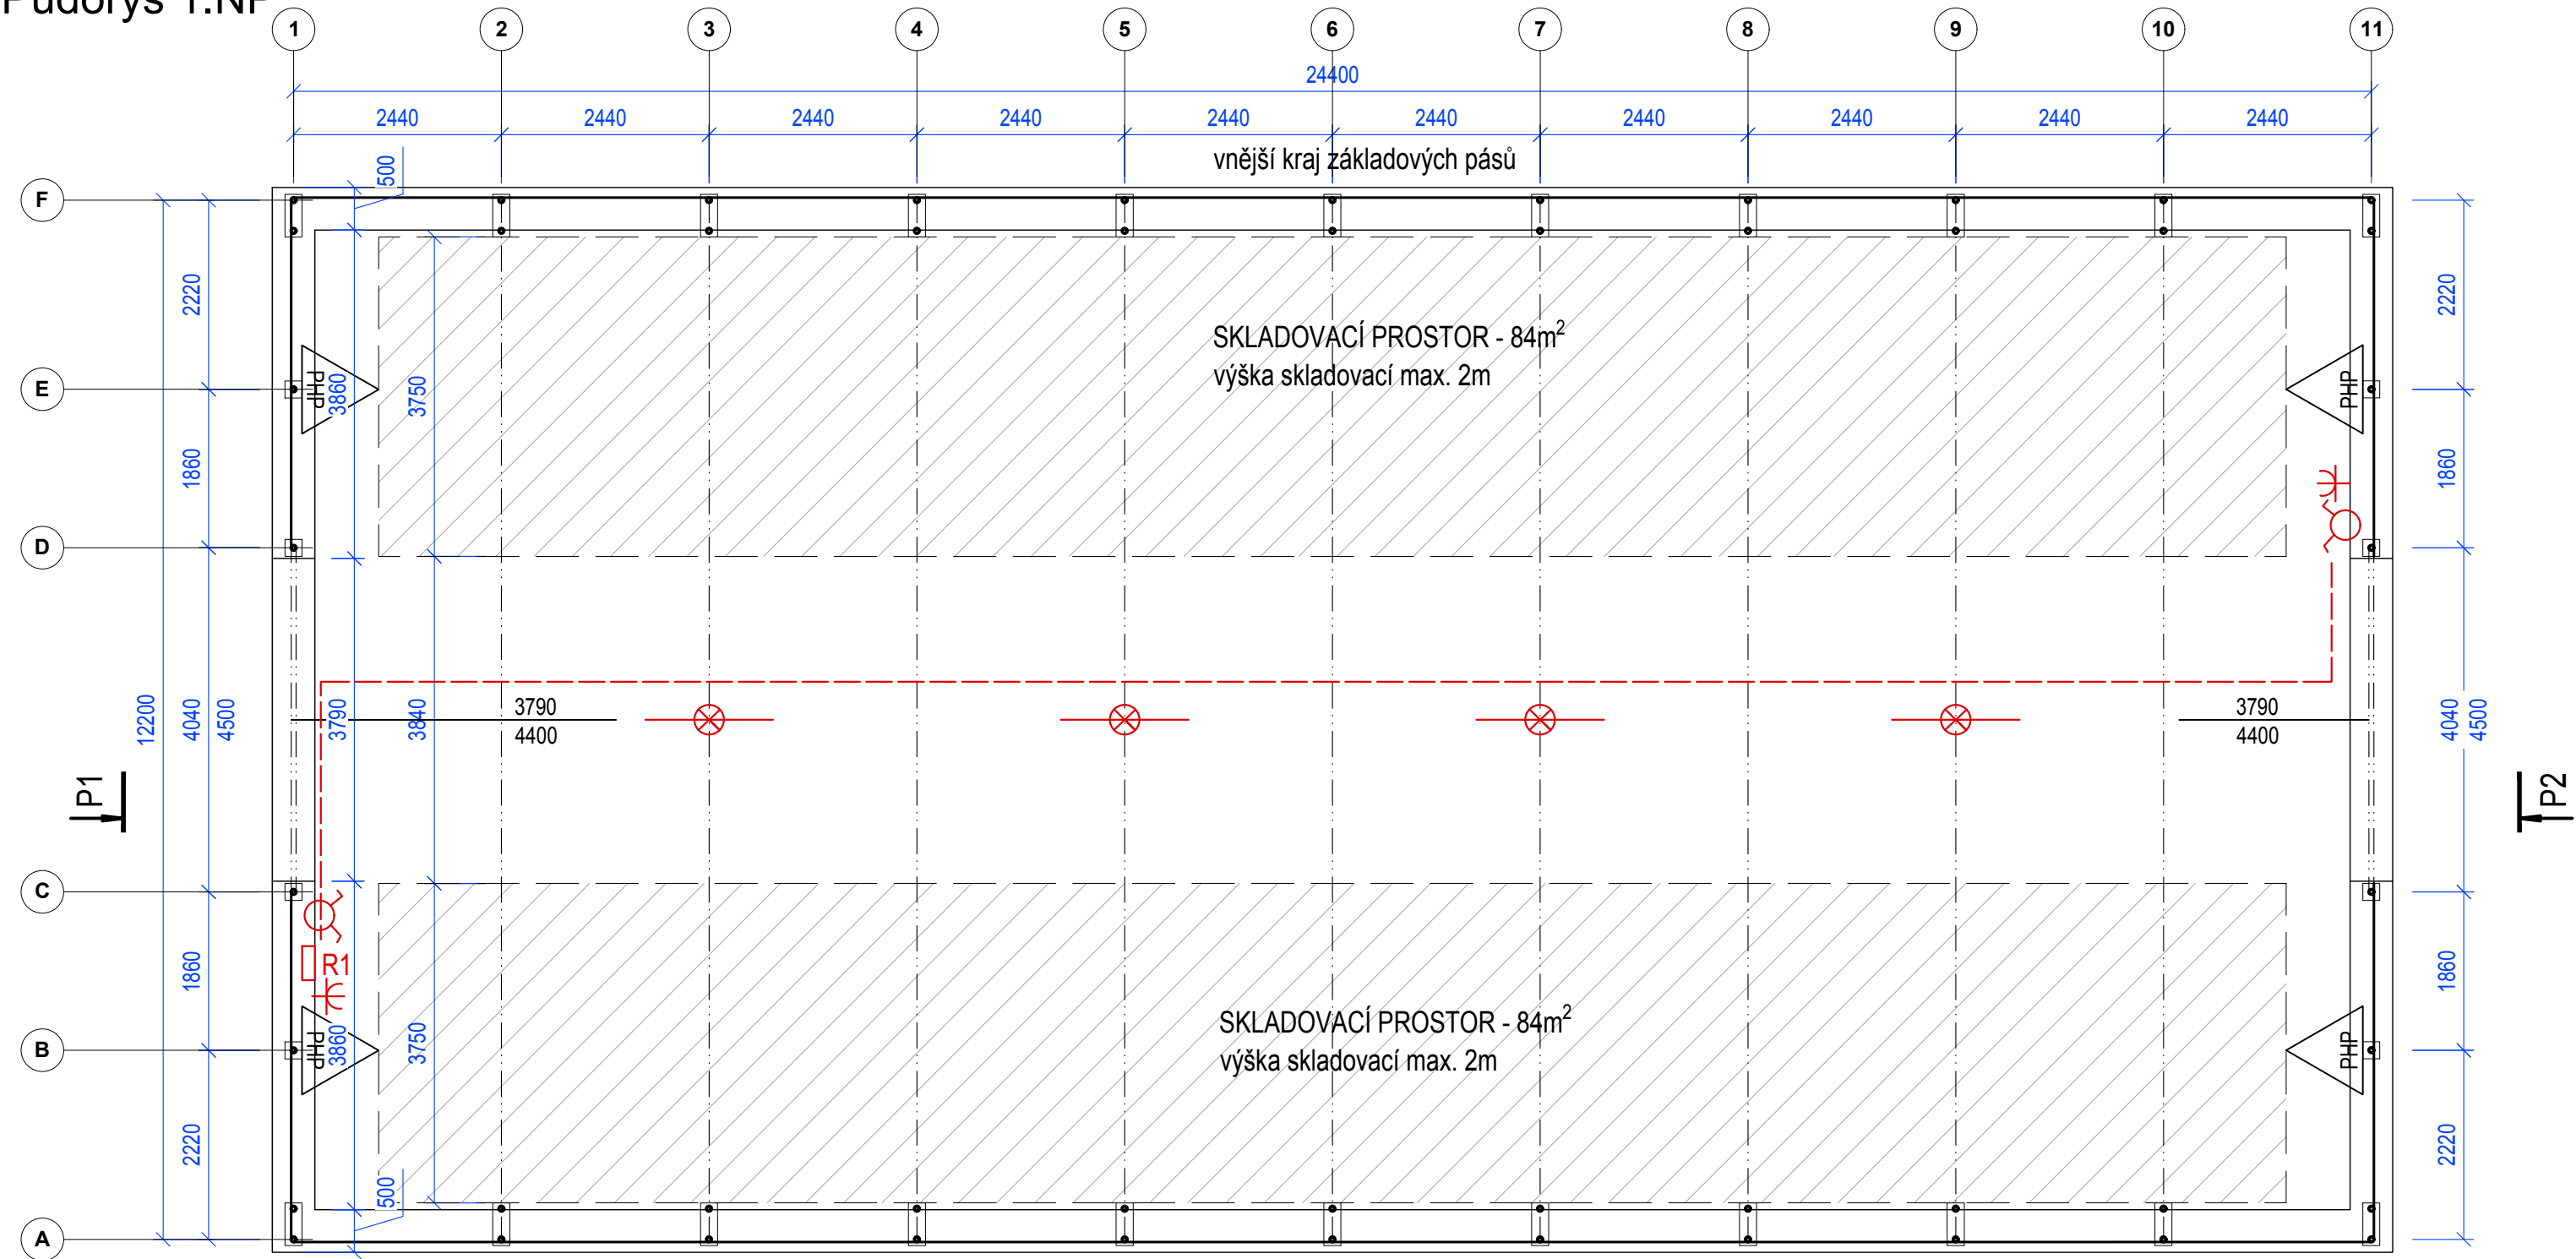 Půdorys 1.NP
1 2 3 4 5 6 7 8 9 10 11
24400
2440 2440 2440 2440 2440 2440 2440 2440 2440 2440
vnější kraj základových pásů
500
F
2220
2220
SKLADOVACÍ PROSTOR - 84m²
výška skladovací max. 2m
E
PHP
3860
3750
PHP
1860
1860
D
12200
4040
4500
3790
3840
3790
4400
3790
4400
4040
4500
P1
P2
C
R1
1860
1860
SKLADOVACÍ PROSTOR - 84m²
výška skladovací max. 2m
B
PHP
3860
3750
PHP
2220
2220
500
A